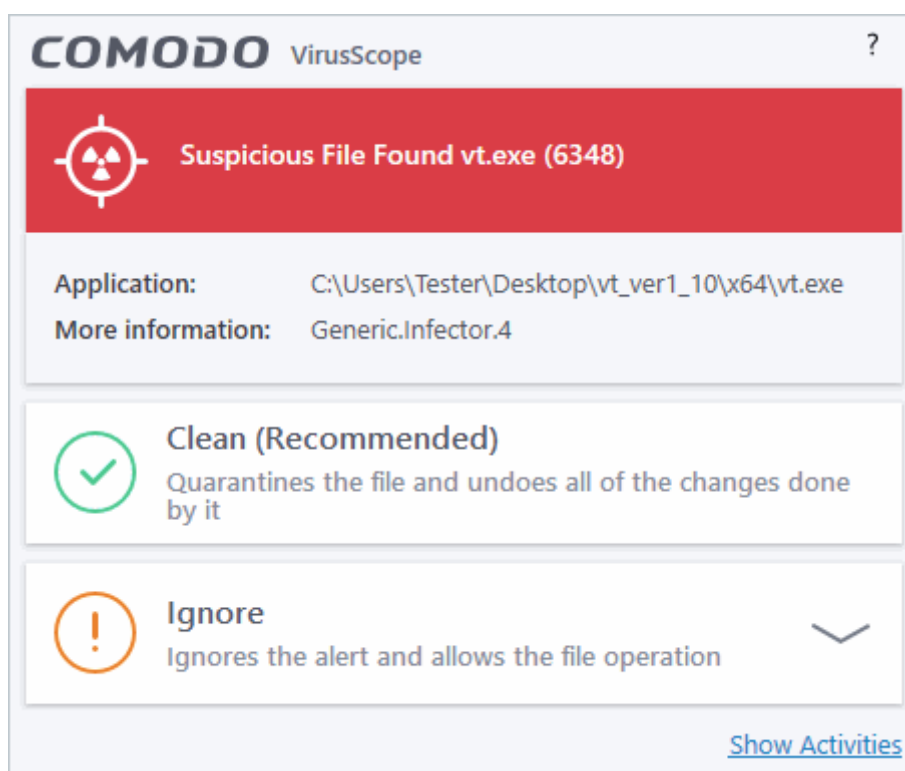 COMODO VirusScope ?
Suspicious File Found vt.exe (6348)
Application: C:\Users\Tester\Desktop\vt_ver1_10\x64\vt.exe
More information: Generic.Infector.4
Clean (Recommended)
Quarantines the file and undoes all of the changes done
by it
!
Ignore
Ignores the alert and allows the file operation
Show Activities